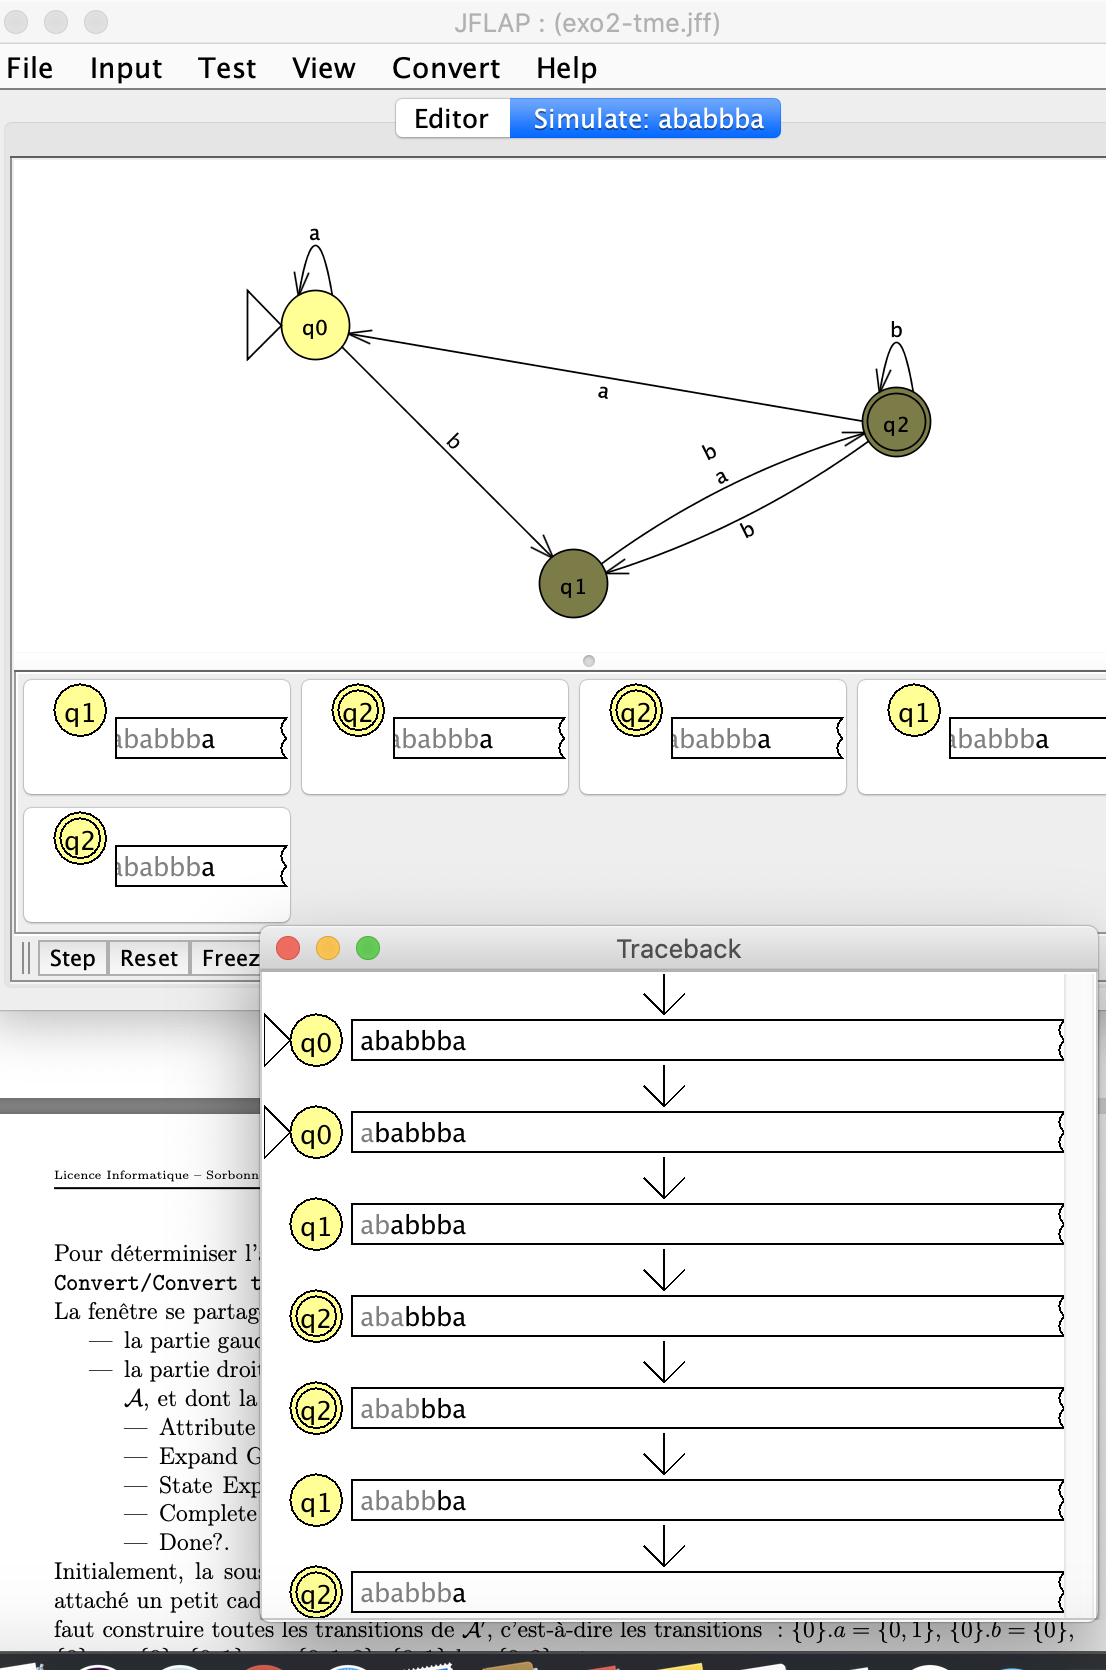 JFLAP : (exo2-tme.jff)
File Input Test View Convert Help
Editor Simulate: ababbba
a
q0
b
a
q2
b
b
a
b
q1
q1 ababbba
q2 ababbba
q2 ababbba
q1 ababbba
q2 ababbba
Step Reset Freez
Traceback
q0 ababbba
q0 ababbba
q1 ababbba
q2 ababbba
q2 ababbba
q1 ababbba
q2 ababbba
Licence Informatique – Sorbonn
Pour déterminiser l'
Convert/Convert t
La fenêtre se partag
— la partie gauc
— la partie droit
A, et dont la
— Attribute
— Expand G
— State Exp
— Complete
— Done?.
Initialement, la sous
attaché un petit cad
faut construire toutes les transitions de A′, c'est-à-dire les transitions : {0}.a = {0, 1}, {0}.b = {0},